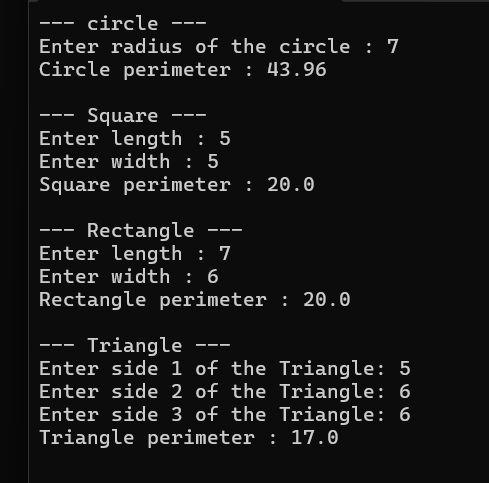 --- circle ---
Enter radius of the circle : 7
Circle perimeter : 43.96
--- Square ---
Enter length : 5
Enter width : 5
Square perimeter : 20.0
--- Rectangle ---
Enter length : 7
Enter width : 6
Rectangle perimeter : 20.0
--- Triangle ---
Enter side 1 of the Triangle: 5
Enter side 2 of the Triangle: 6
Enter side 3 of the Triangle: 6
Triangle perimeter : 17.0